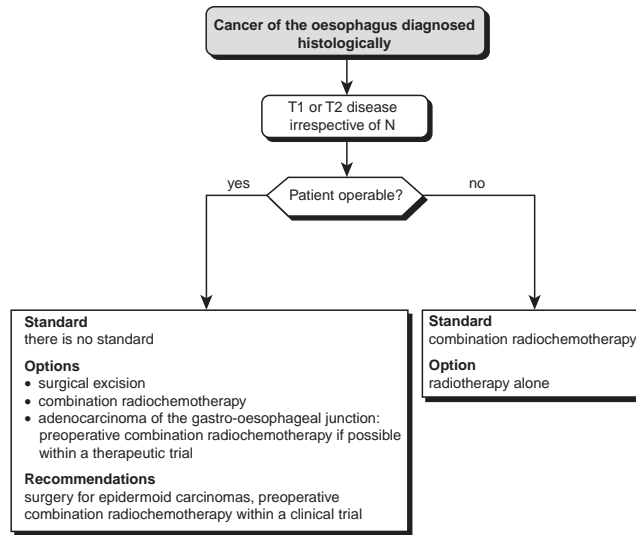 Cancer of the oesophagus diagnosed
histologically
T1 or T2 disease
irrespective of N
Patient operable?
yes
no
Standard
there is no standard
Options
• surgical excision
• combination radiochemotherapy
• adenocarcinoma of the gastro-oesophageal junction:
preoperative combination radiochemotherapy if possible
within a therapeutic trial
Recommendations
surgery for epidermoid carcinomas, preoperative
combination radiochemotherapy within a clinical trial
Standard
combination radiochemotherapy
Option
radiotherapy alone